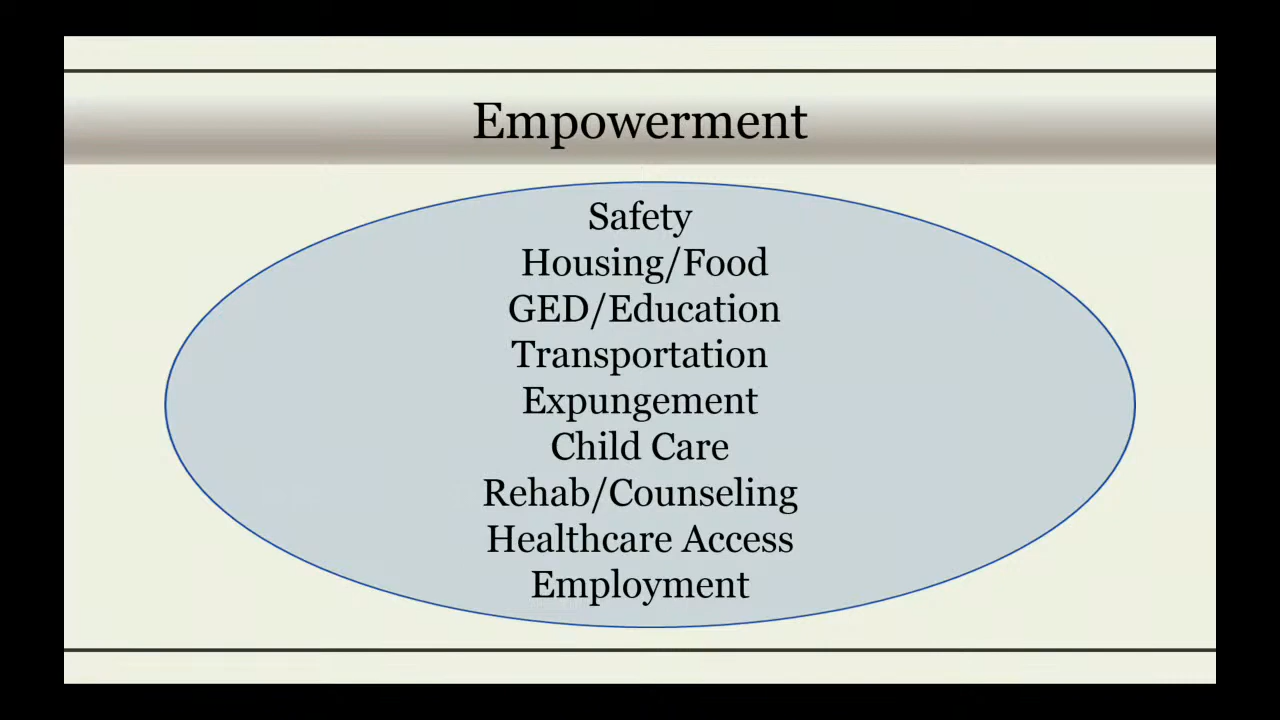 Empowerment
Safety
Housing/Food
GED/Education
Transportation
Expungement
Child Care
Rehab/Counseling
Healthcare Access
Employment